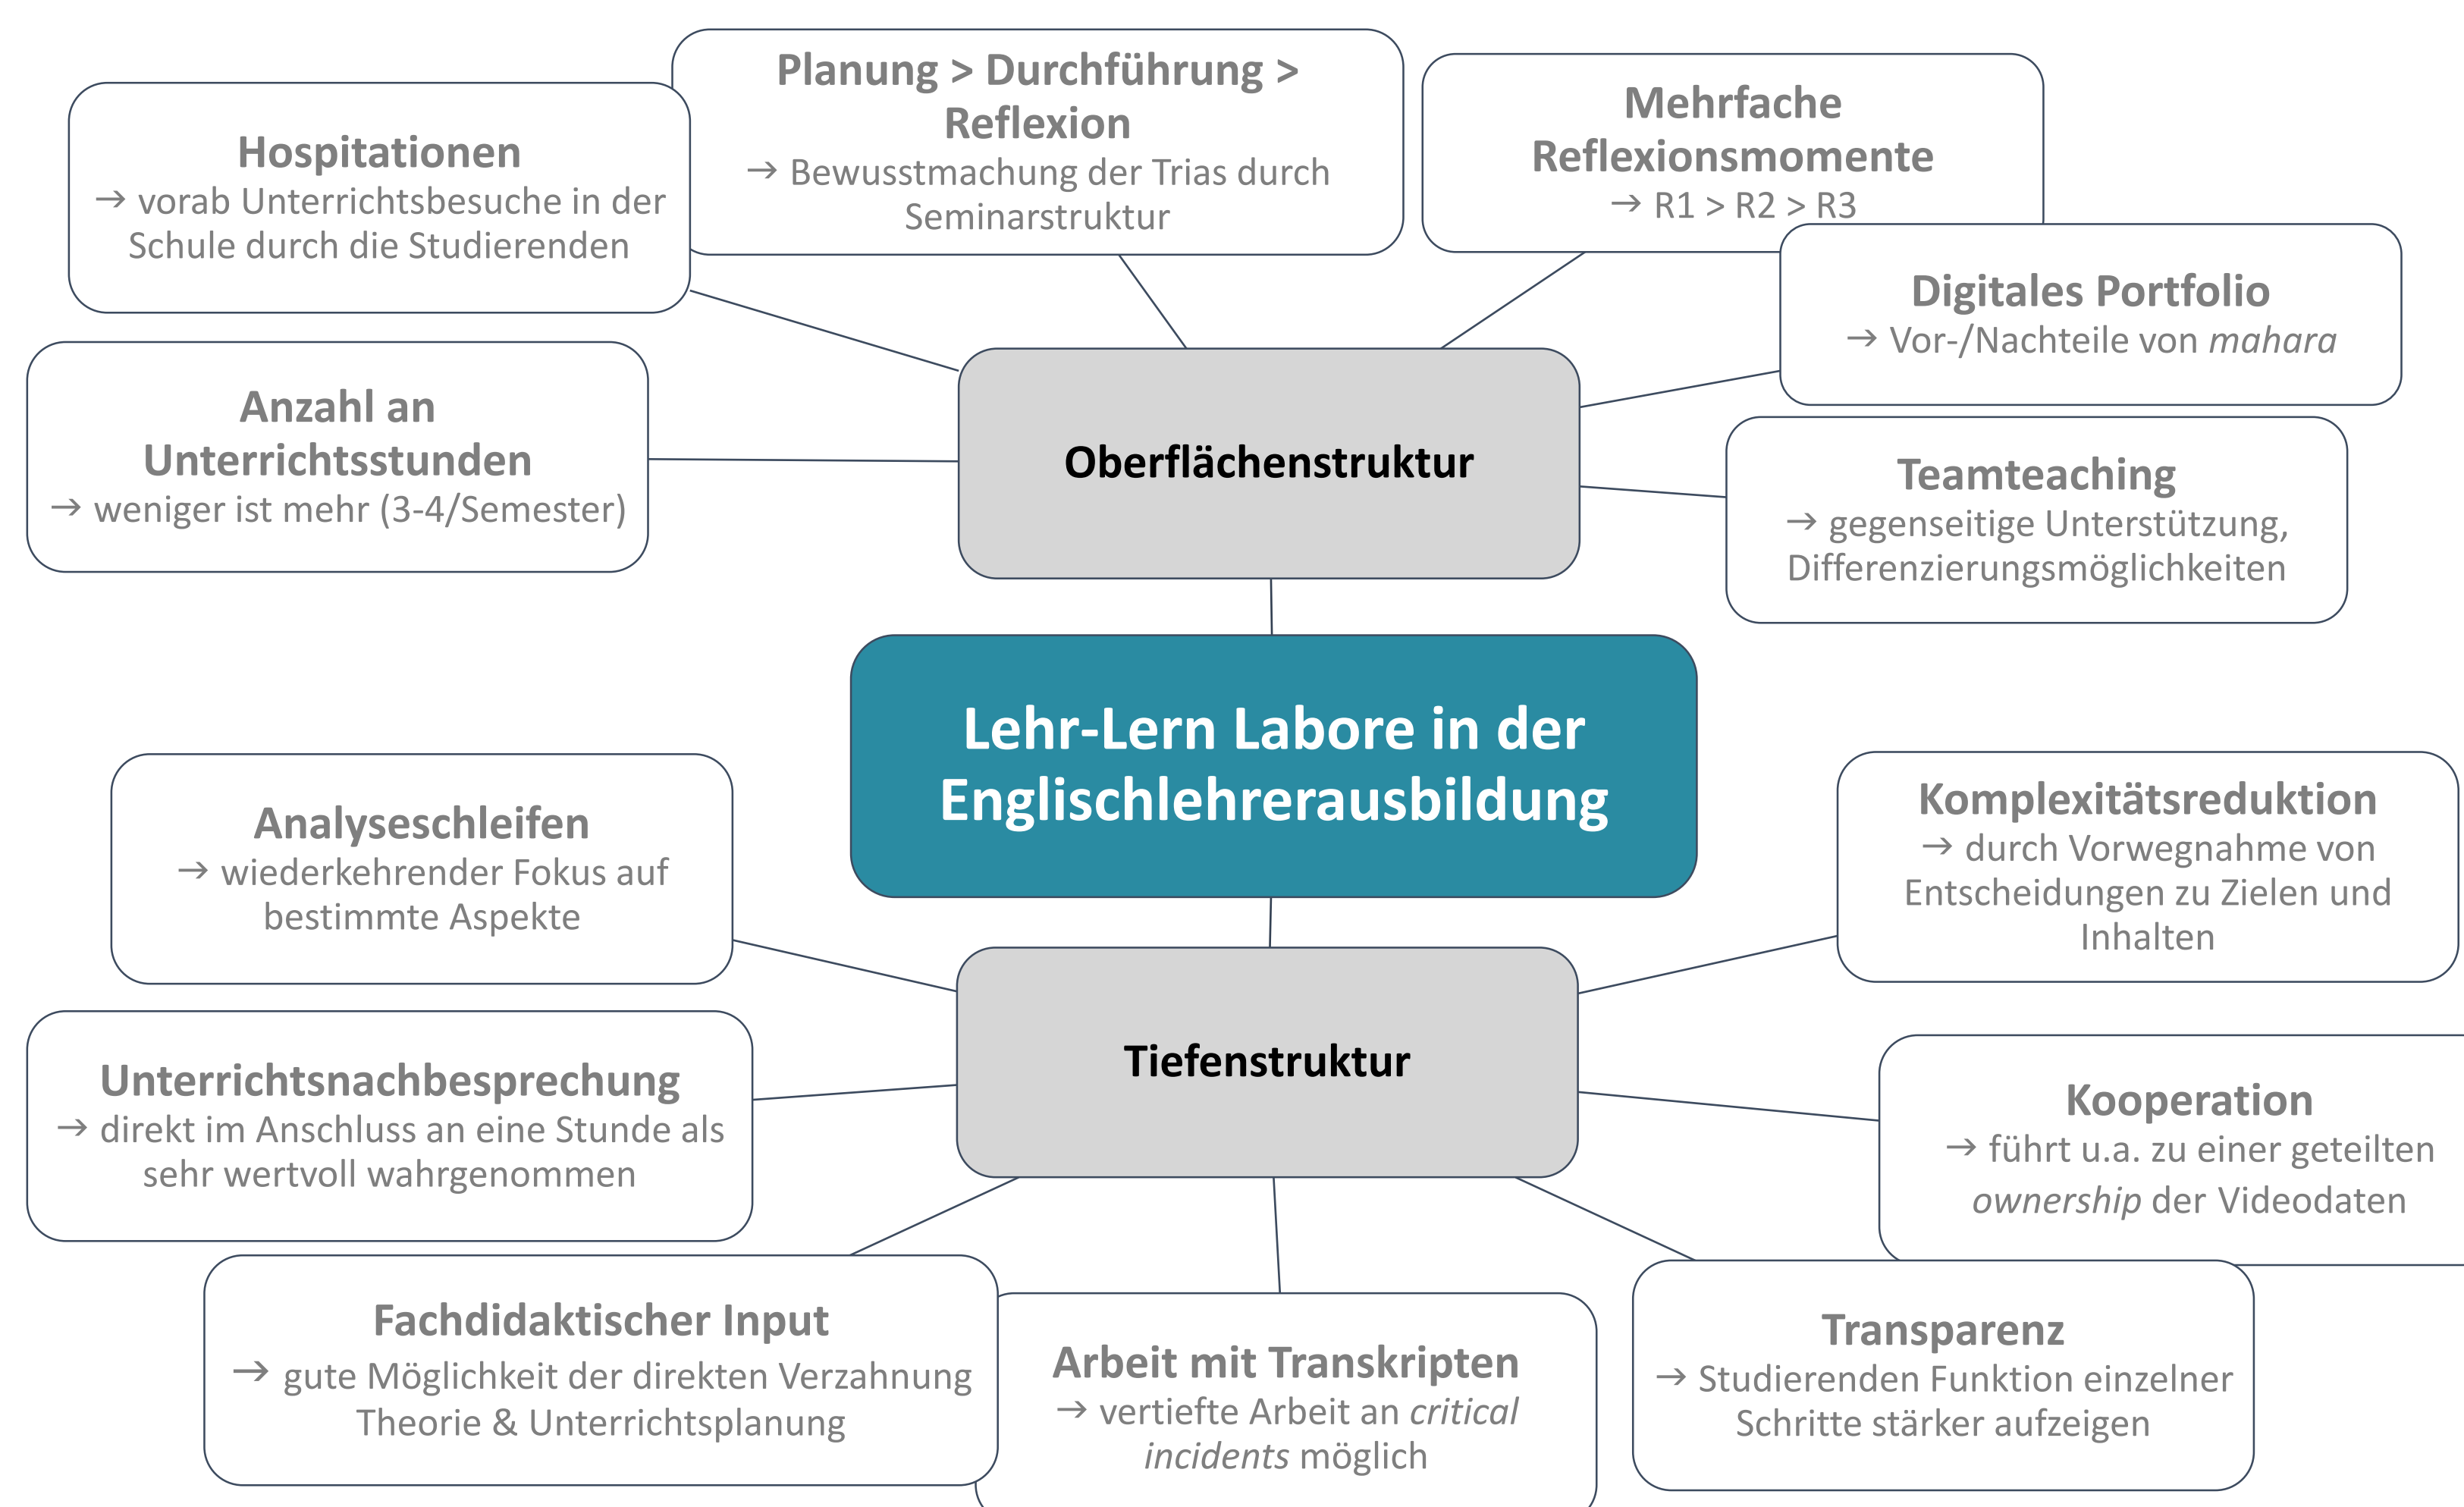 Planung > Durchführung >
Reflexion
→ Bewusstmachung der Trias durch
Seminarstruktur
Mehrfache
Reflexionsmomente
→ R1 > R2 > R3
Hospitationen
→ vorab Unterrichtsbesuche in der
Schule durch die Studierenden
Digitales Portfolio
→ Vor-/Nachteile von mahara
Anzahl an
Unterrichtsstunden
→ weniger ist mehr (3-4/Semester)
Oberflächenstruktur
Teamteaching
→ gegenseitige Unterstützung,
Differenzierungsmöglichkeiten
Lehr-Lern Labore in der
Englischlehrerausbildung
Analyseschleifen
→ wiederkehrender Fokus auf
bestimmte Aspekte
Komplexitätsreduktion
→ durch Vorwegnahme von
Entscheidungen zu Zielen und
Inhalten
Tiefenstruktur
Unterrichtsnachbesprechung
→ direkt im Anschluss an eine Stunde als
sehr wertvoll wahrgenommen
Kooperation
→ führt u.a. zu einer geteilten
ownership der Videodaten
Fachdidaktischer Input
→ gute Möglichkeit der direkten Verzahnung
Theorie & Unterrichtsplanung
Arbeit mit Transkripten
→ vertiefte Arbeit an critical
incidents möglich
Transparenz
→ Studierenden Funktion einzelner
Schritte stärker aufzeigen